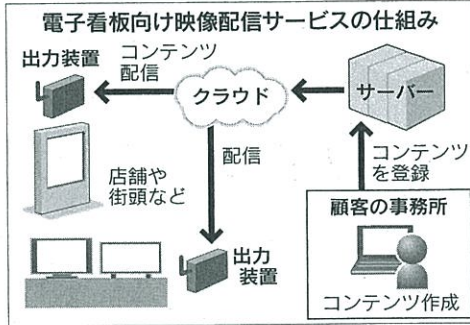 電子看板向け映像配信サービスの仕組み
出力装置
コンテンツ
配信
クラウド
サーバー
店舗や
街頭など
配信
コンテンツ
を登録
出力
装置
顧客の事務所
コンテンツ作成